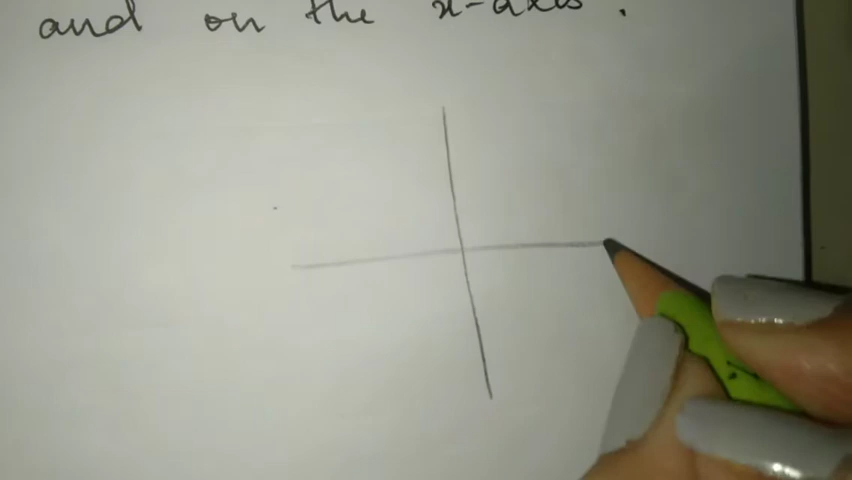 and on the x-axis.